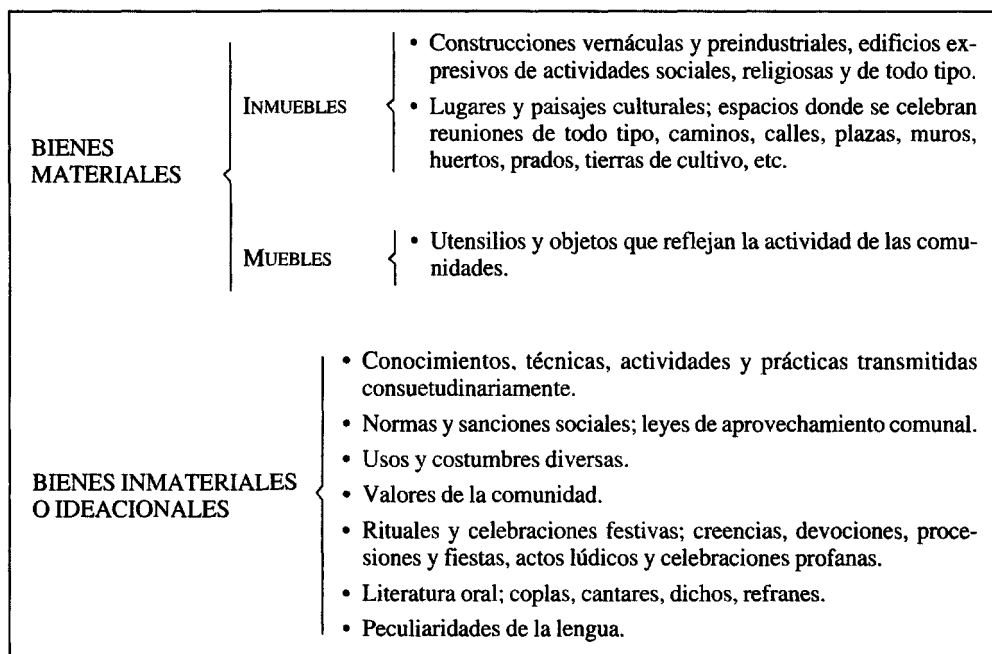 BIENES
MATERIALES
INMUEBLES
• Construcciones vernáculas y preindustriales, edificios ex-
presivos de actividades sociales, religiosas y de todo tipo.
• Lugares y paisajes culturales; espacios donde se celebran
reuniones de todo tipo, caminos, calles, plazas, muros,
huertos, prados, tierras de cultivo, etc.
MUEBLES
• Utensilios y objetos que reflejan la actividad de las comu-
nidades.
BIENES INMATERIALES
O IDEACIONALES
• Conocimientos, técnicas, actividades y prácticas transmitidas
consuetudinariamente.
• Normas y sanciones sociales; leyes de aprovechamiento comunal.
• Usos y costumbres diversas.
• Valores de la comunidad.
• Rituales y celebraciones festivas; creencias, devociones, proce-
siones y fiestas, actos lúdicos y celebraciones profanas.
• Literatura oral; coplas, cantares, dichos, refranes.
• Peculiaridades de la lengua.